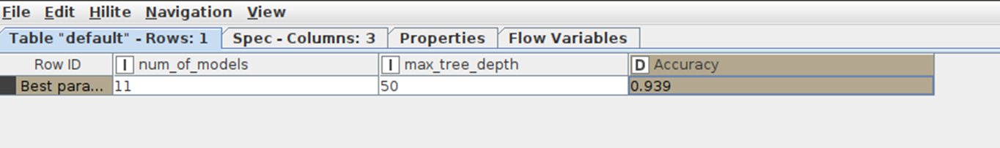 File Edit Hilite Navigation View
Table "default" - Rows: 1 Spec - Columns: 3 Properties Flow Variables
Row ID I num_of_models I max_tree_depth D Accuracy
Best para... 11 50 0.939